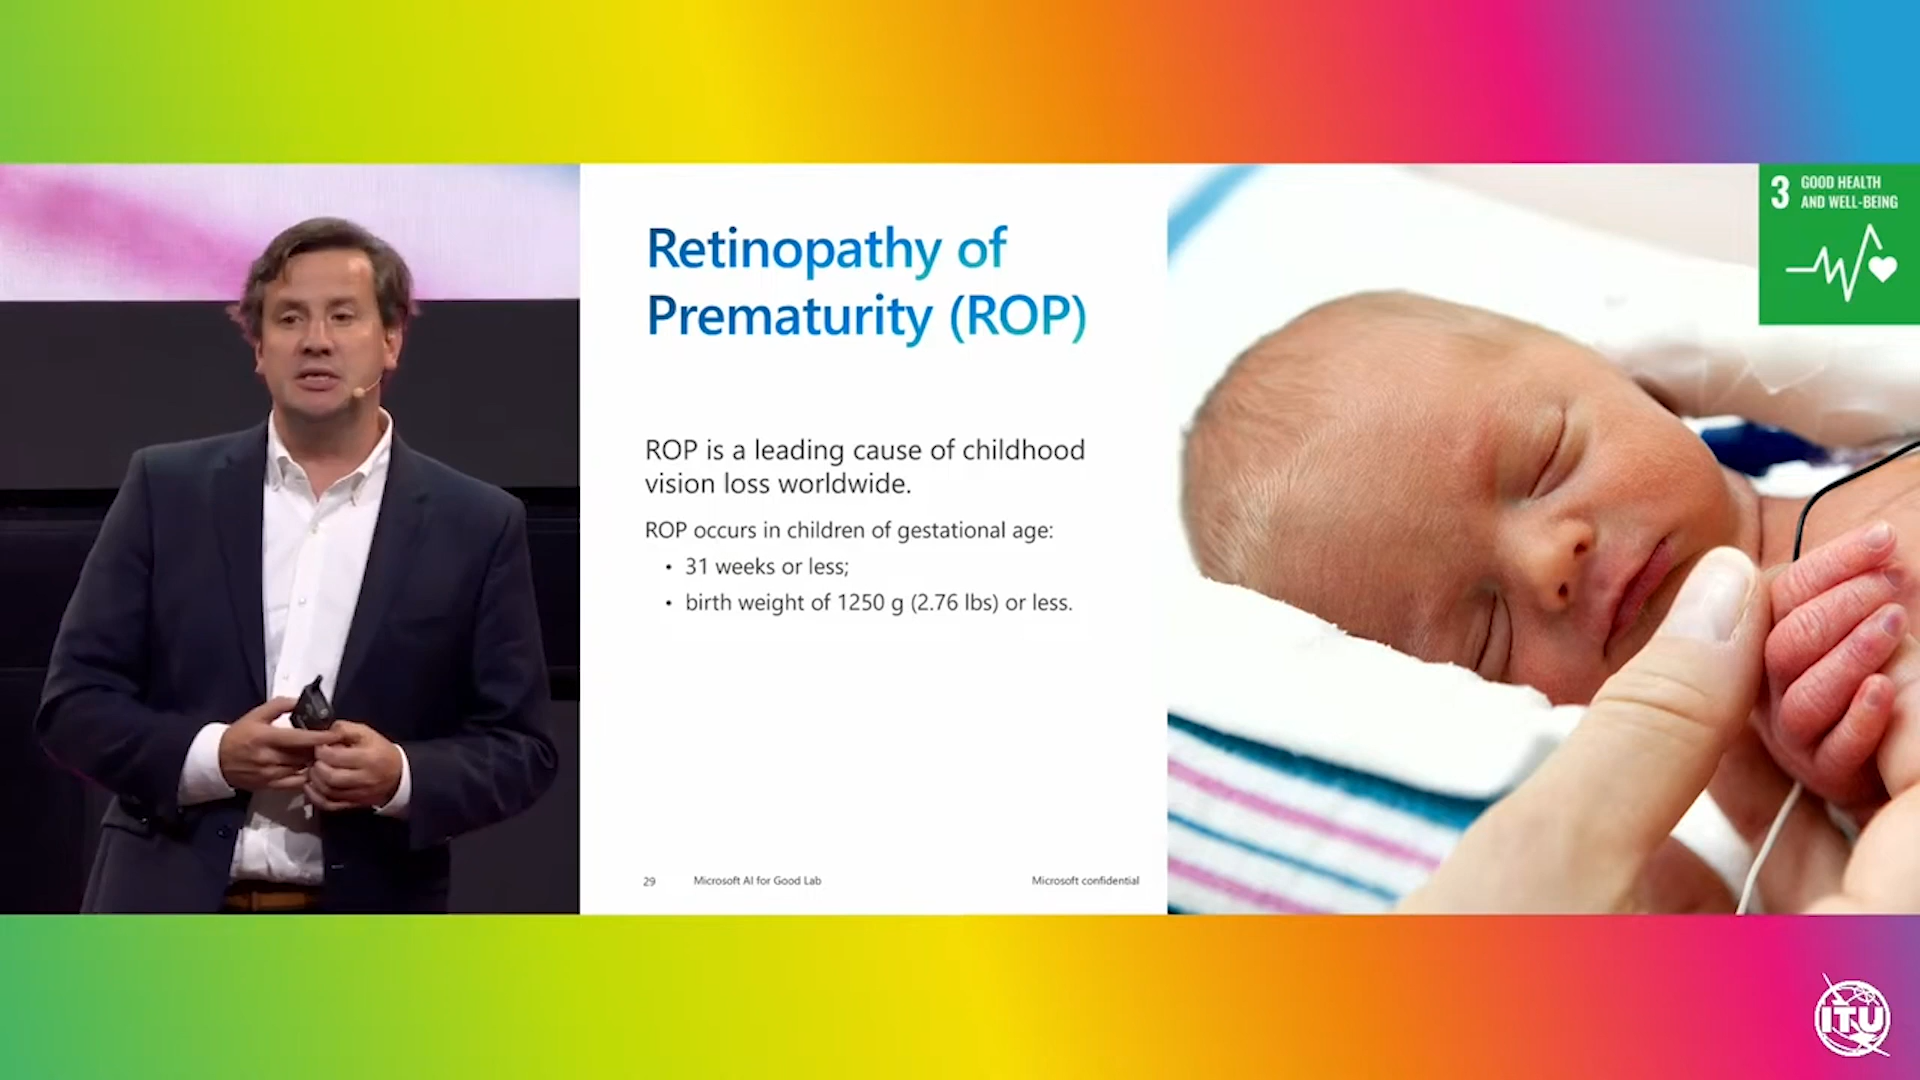 Retinopathy of
Prematurity (ROP)
ROP is a leading cause of childhood
vision loss worldwide.
ROP occurs in children of gestational age:
• 31 weeks or less;
• birth weight of 1250 g (2.76 lbs) or less.
29 Microsoft AI for Good Lab Microsoft confidential
3 GOOD HEALTH
AND WELL-BEING
ITU